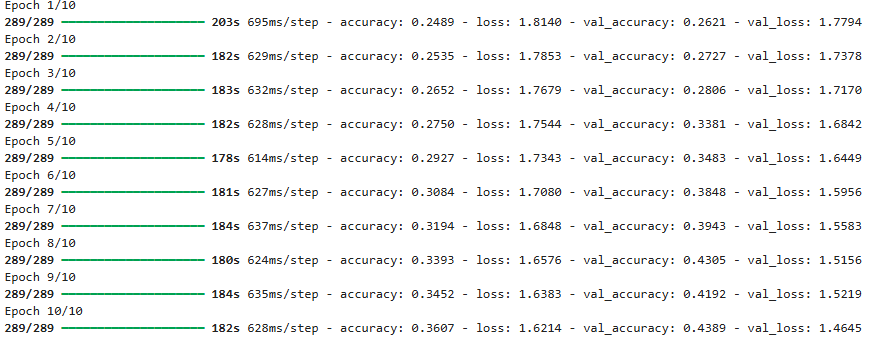 Epoch 1/10
289/289 ━━━━━━━━━━━━━━━━━━━━ 203s 695ms/step - accuracy: 0.2489 - loss: 1.8140 - val_accuracy: 0.2621 - val_loss: 1.7794
Epoch 2/10
289/289 ━━━━━━━━━━━━━━━━━━━━ 182s 629ms/step - accuracy: 0.2535 - loss: 1.7853 - val_accuracy: 0.2727 - val_loss: 1.7378
Epoch 3/10
289/289 ━━━━━━━━━━━━━━━━━━━━ 183s 632ms/step - accuracy: 0.2652 - loss: 1.7679 - val_accuracy: 0.2806 - val_loss: 1.7170
Epoch 4/10
289/289 ━━━━━━━━━━━━━━━━━━━━ 182s 628ms/step - accuracy: 0.2750 - loss: 1.7544 - val_accuracy: 0.3381 - val_loss: 1.6842
Epoch 5/10
289/289 ━━━━━━━━━━━━━━━━━━━━ 178s 614ms/step - accuracy: 0.2927 - loss: 1.7343 - val_accuracy: 0.3483 - val_loss: 1.6449
Epoch 6/10
289/289 ━━━━━━━━━━━━━━━━━━━━ 181s 627ms/step - accuracy: 0.3084 - loss: 1.7080 - val_accuracy: 0.3848 - val_loss: 1.5956
Epoch 7/10
289/289 ━━━━━━━━━━━━━━━━━━━━ 184s 637ms/step - accuracy: 0.3194 - loss: 1.6848 - val_accuracy: 0.3943 - val_loss: 1.5583
Epoch 8/10
289/289 ━━━━━━━━━━━━━━━━━━━━ 180s 624ms/step - accuracy: 0.3393 - loss: 1.6576 - val_accuracy: 0.4305 - val_loss: 1.5156
Epoch 9/10
289/289 ━━━━━━━━━━━━━━━━━━━━ 184s 635ms/step - accuracy: 0.3452 - loss: 1.6383 - val_accuracy: 0.4192 - val_loss: 1.5219
Epoch 10/10
289/289 ━━━━━━━━━━━━━━━━━━━━ 182s 628ms/step - accuracy: 0.3607 - loss: 1.6214 - val_accuracy: 0.4389 - val_loss: 1.4645